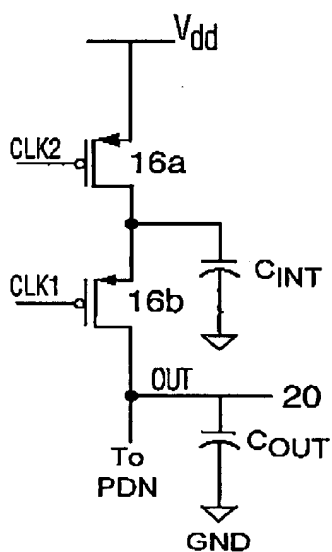 Vdd
CLK2
16a
CINT
CLK1
16b
OUT
20
COUT
To
PDN
GND